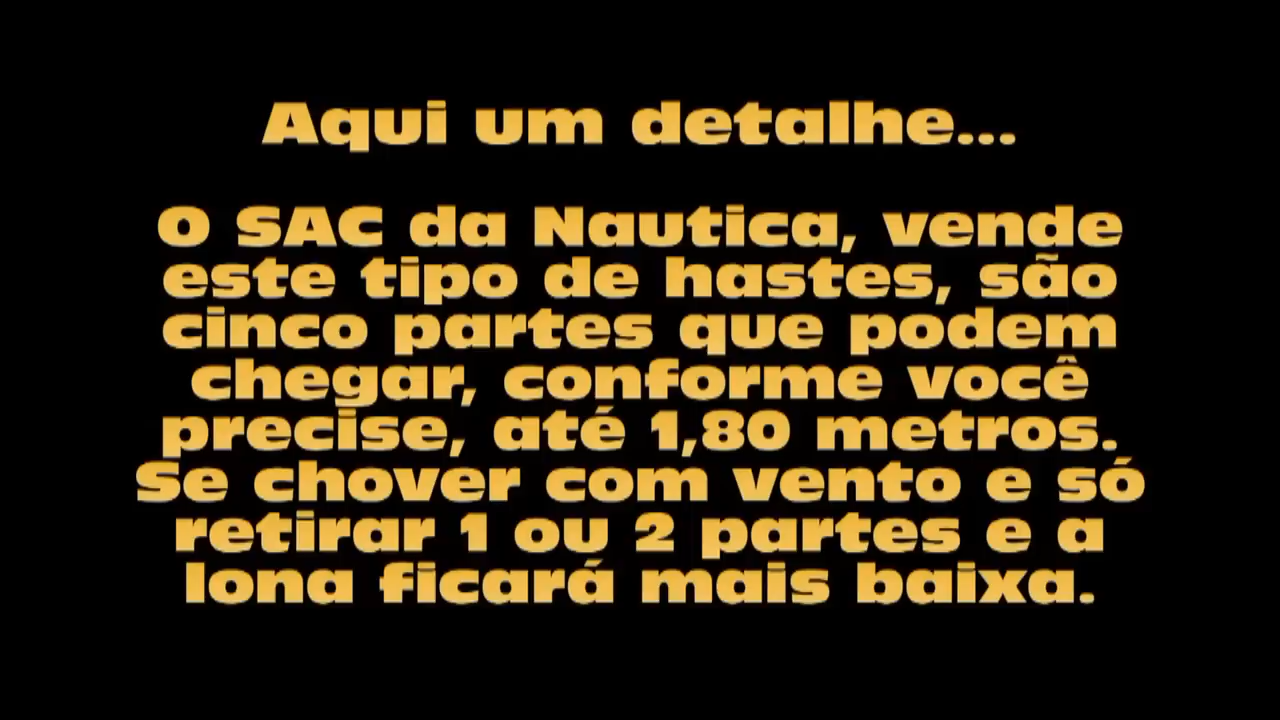 Aqui um detalhe...
O SAC da Nautica, vende
este tipo de hastes, são
cinco partes que podem
chegar, conforme você
precise, até 1,80 metros.
Se chover com vento e só
retirar 1 ou 2 partes e a
lona ficará mais baixa.